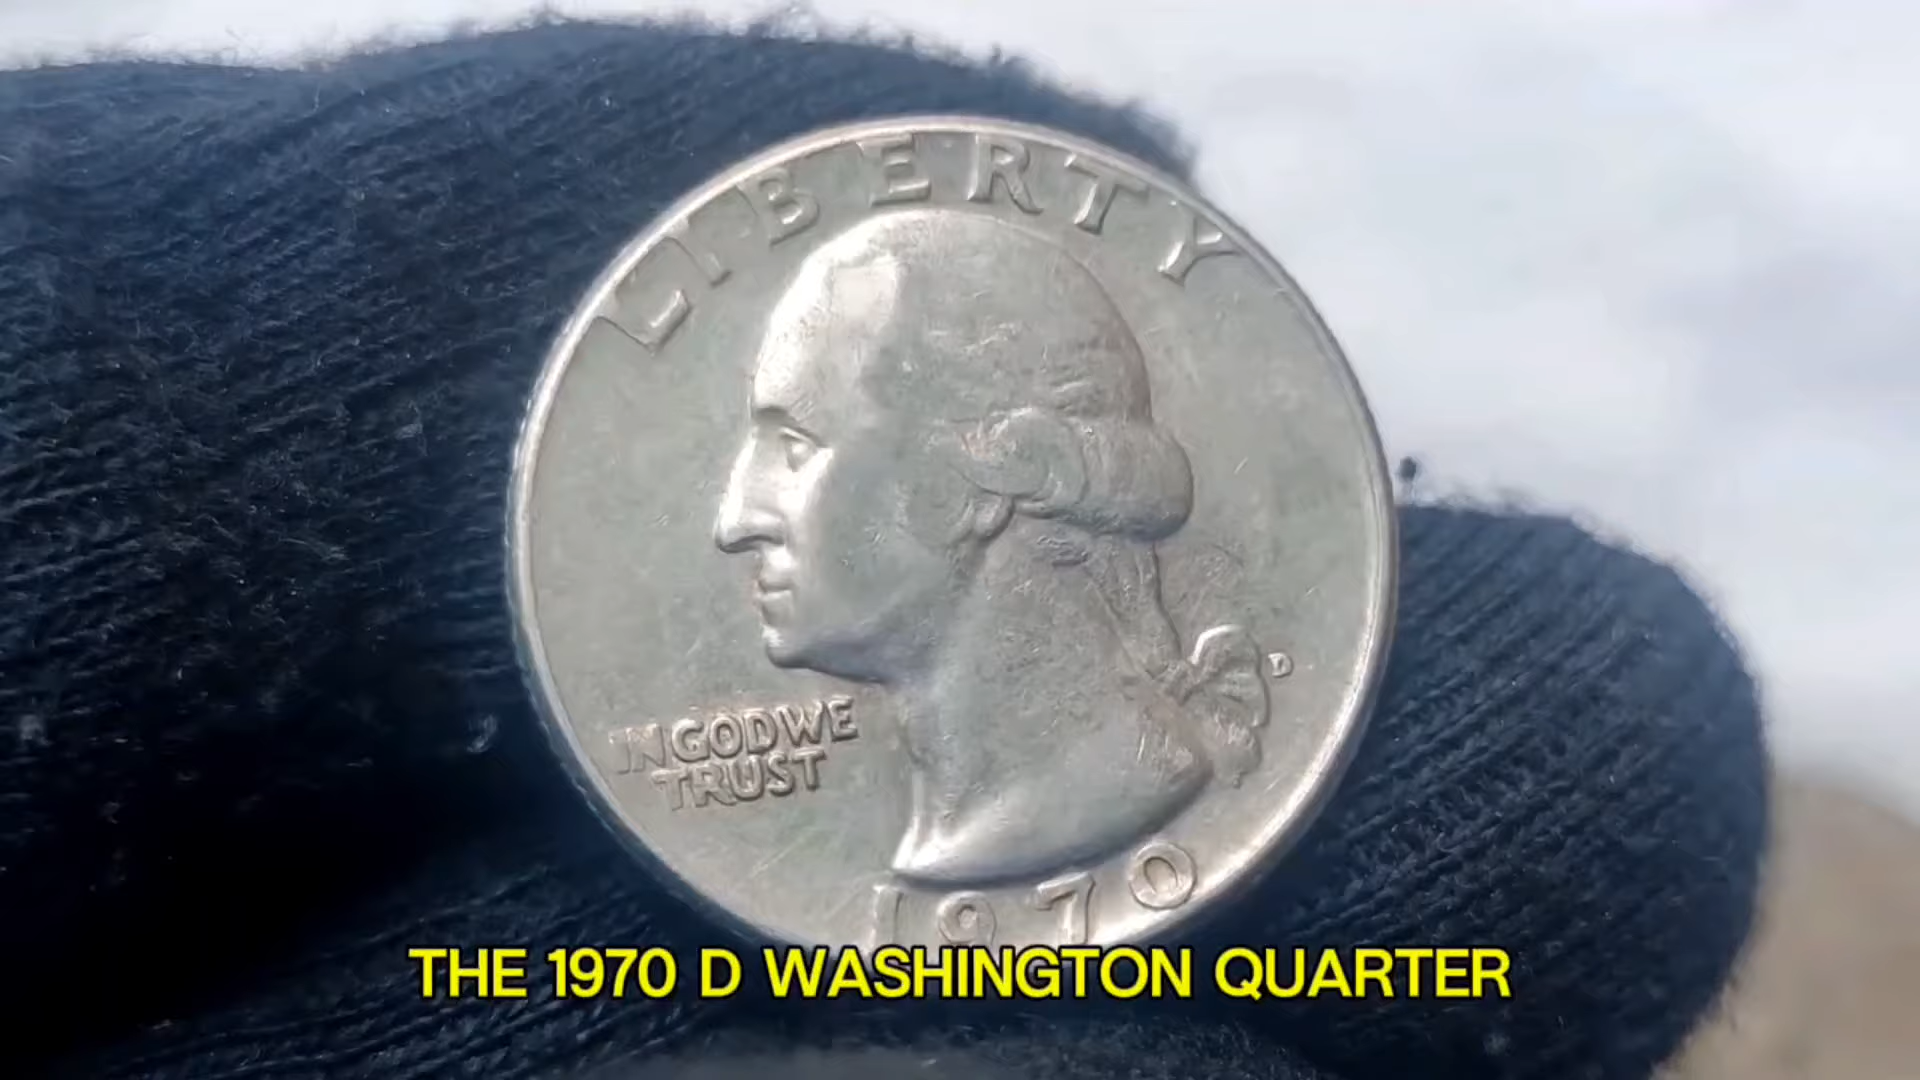 LIBERTY
IN GOD WE
TRUST
D
1970
THE 1970 D WASHINGTON QUARTER